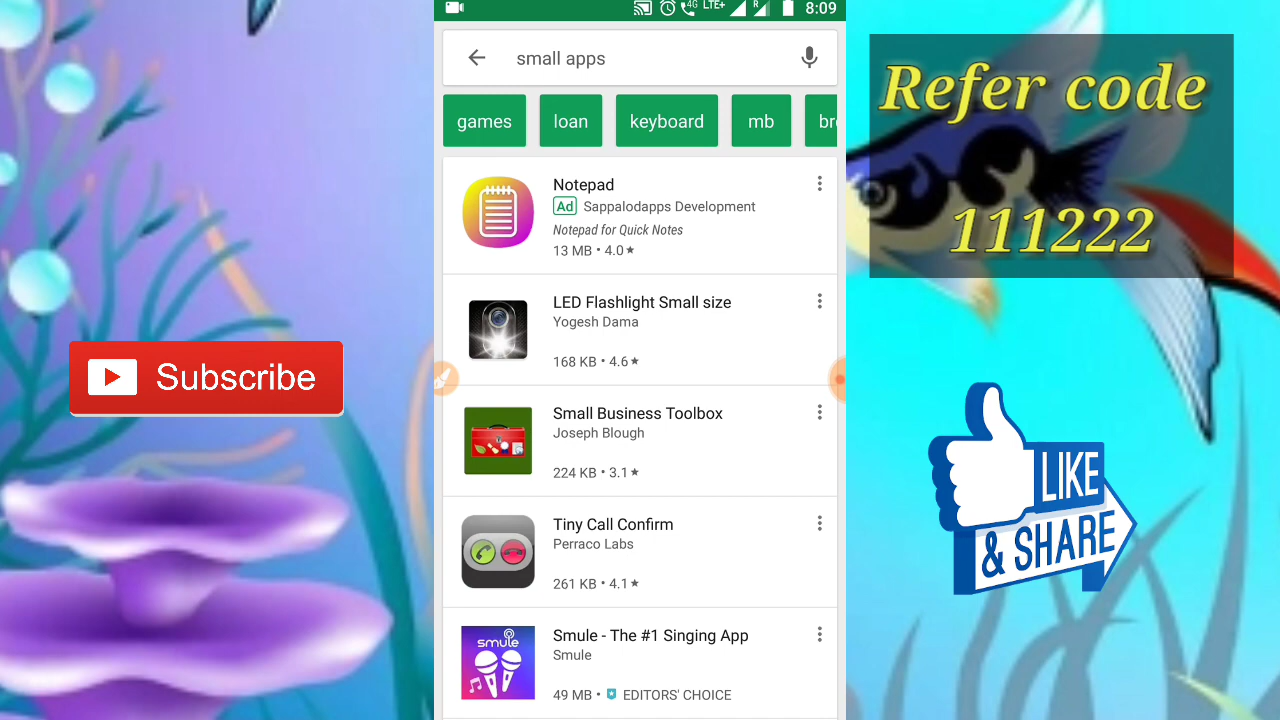 4G LTE+ R 8:09
small apps
games loan keyboard mb br
Notepad
Ad Sappalodapps Development
Notepad for Quick Notes
13 MB • 4.0★
LED Flashlight Small size
Yogesh Dama
168 KB • 4.6★
Small Business Toolbox
Joseph Blough
224 KB • 3.1★
Tiny Call Confirm
Perraco Labs
261 KB • 4.1★
smule
Smule - The #1 Singing App
Smule
49 MB • EDITORS' CHOICE
Subscribe
Refer code
111222
LIKE
& SHARE